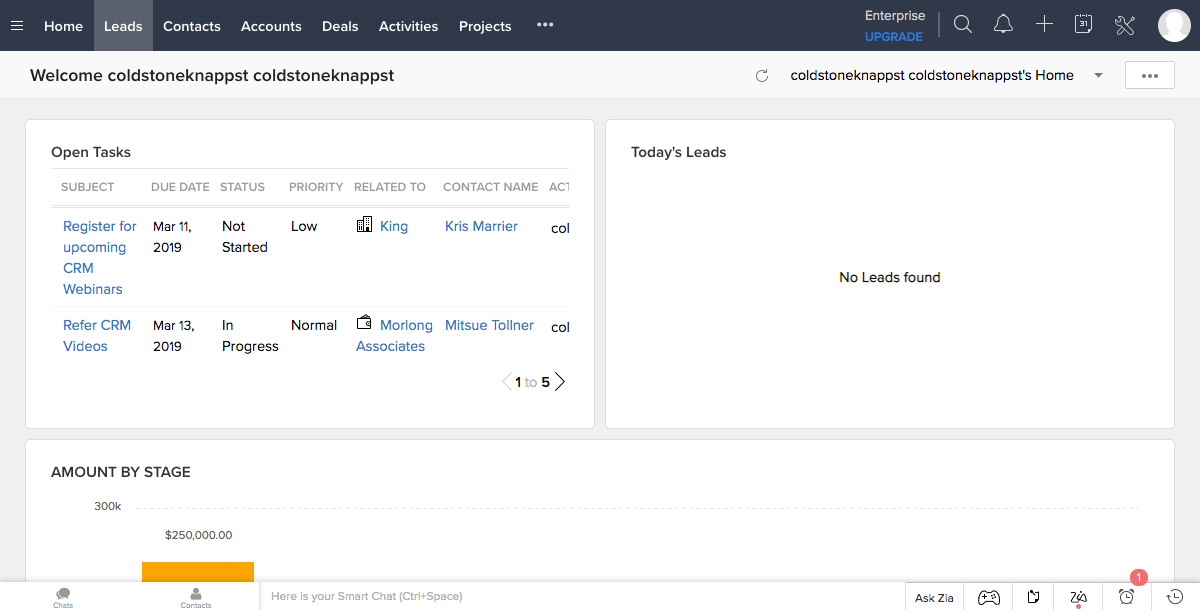 Home Leads Contacts Accounts Deals Activities Projects •••
Enterprise
UPGRADE
31
Welcome coldstoneknappst coldstoneknappst
coldstoneknappst coldstoneknappst's Home
Open Tasks
SUBJECT DUE DATE STATUS PRIORITY RELATED TO CONTACT NAME ACT
Register for Mar 11, Not Low King Kris Marrier col
upcoming 2019 Started
CRM
Webinars
Refer CRM Mar 13, In Normal Morlong Mitsue Tollner col
Videos 2019 Progress Associates
1 to 5
Today's Leads
No Leads found
AMOUNT BY STAGE
300k
$250,000.00
Chats
Contacts
Here is your Smart Chat (Ctrl+Space)
Ask Zia
1